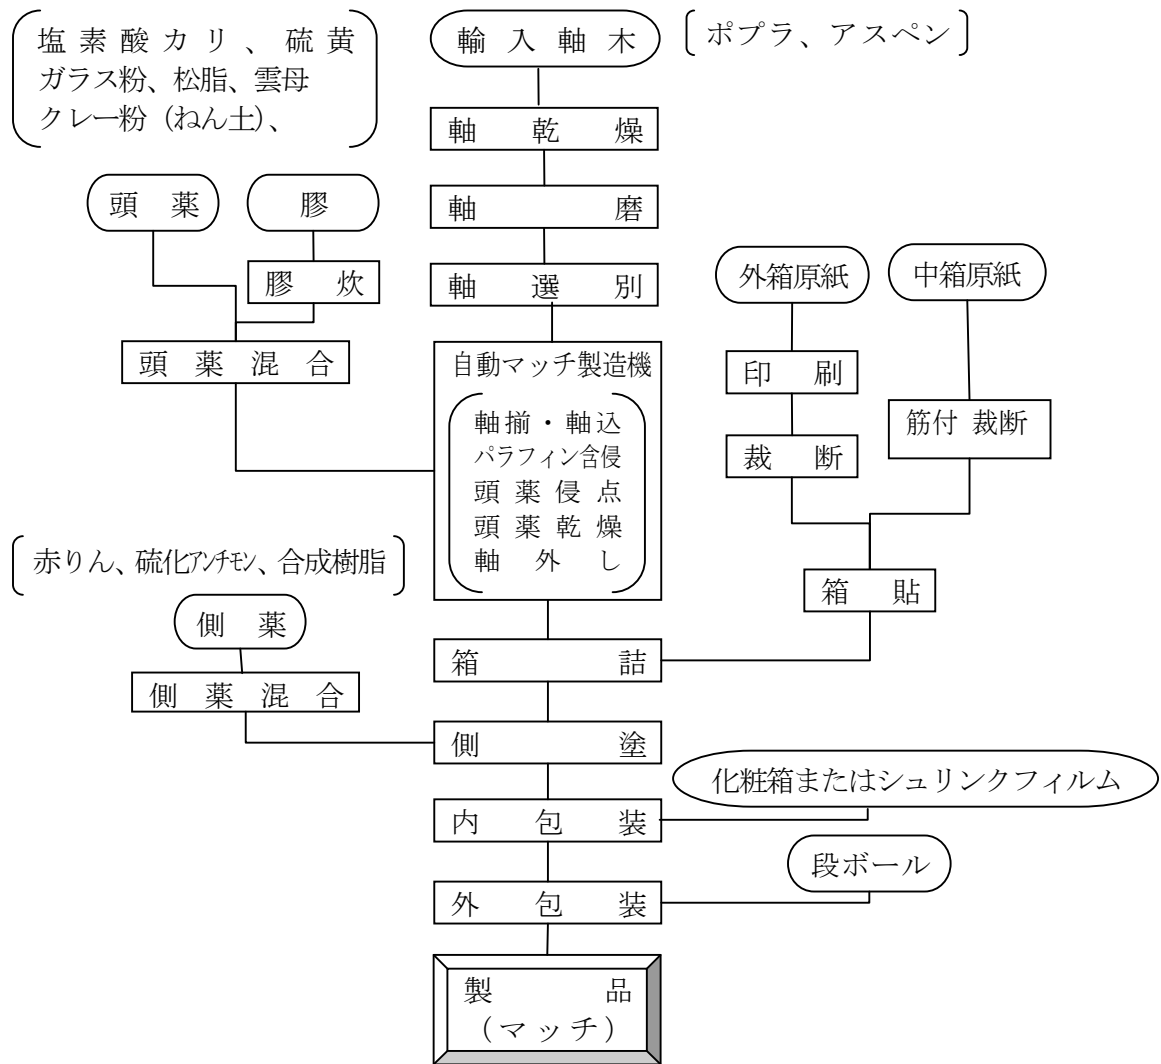 塩素酸カリ、硫黄
ガラス粉、松脂、雲母
クレー粉（ねん土）、
輸入軸木
ポプラ、アスペン
軸乾燥
頭薬
膠
軸磨
膠炊
軸選別
外箱原紙
中箱原紙
頭薬混合
自動マッチ製造機
軸揃・軸込
パラフィン含侵
頭薬侵点
頭薬乾燥
軸外し
印刷
裁断
筋付 裁断
赤りん、硫化アンチモン、合成樹脂
箱貼
側薬
箱詰
側薬混合
側塗
化粧箱またはシュリンクフィルム
内包装
段ボール
外包装
製品
（マッチ）